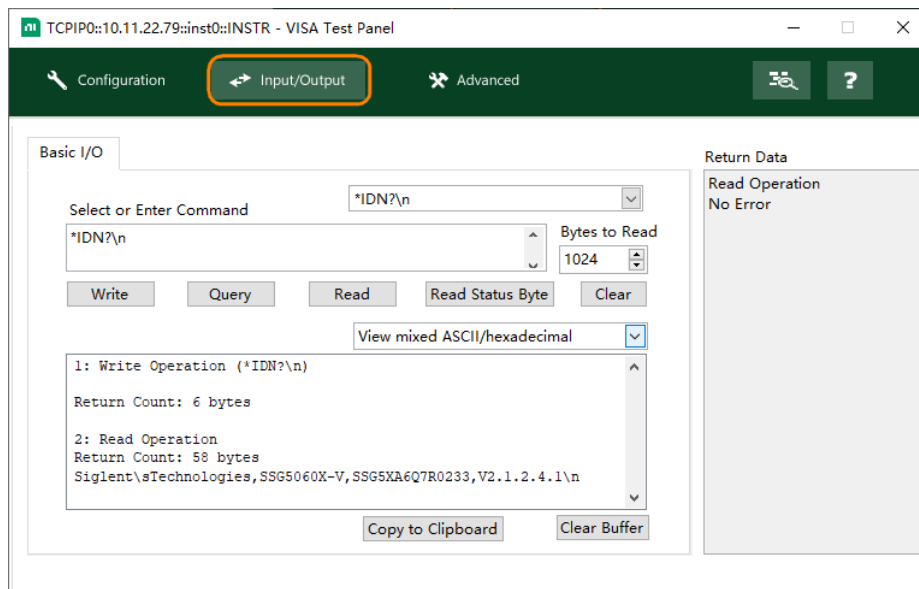 TCPIP0::10.11.22.79::inst0::INSTR - VISA Test Panel
Configuration
Input/Output
Advanced
?
Basic I/O
Return Data
Read Operation
No Error
*IDN?\n
Select or Enter Command
*IDN?\n
Bytes to Read
1024
Write
Query
Read
Read Status Byte
Clear
View mixed ASCII/hexadecimal
1: Write Operation (*IDN?\n)
Return Count: 6 bytes
2: Read Operation
Return Count: 58 bytes
Siglent\sTechnologies,SSG5060X-V,SSG5XA6Q7R0233,V2.1.2.4.1\n
Copy to Clipboard
Clear Buffer